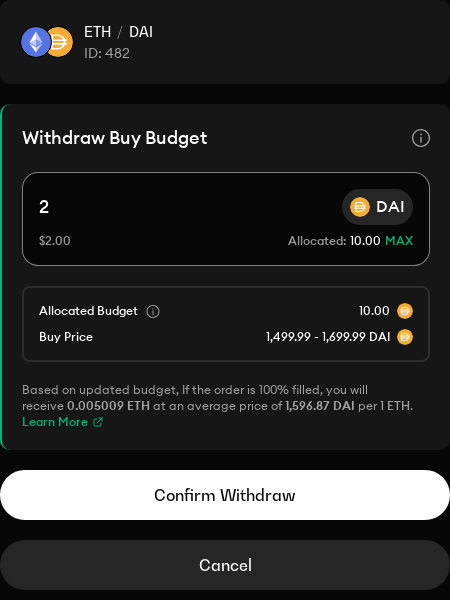 ETH / DAI
ID: 482
Withdraw Buy Budget
2
DAI
$2.00
Allocated: 10.00 MAX
Allocated Budget
10.00
Buy Price
1,499.99 - 1,699.99 DAI
Based on updated budget, If the order is 100% filled, you will
receive 0.005009 ETH at an average price of 1,596.87 DAI per 1 ETH.
Learn More
Confirm Withdraw
Cancel